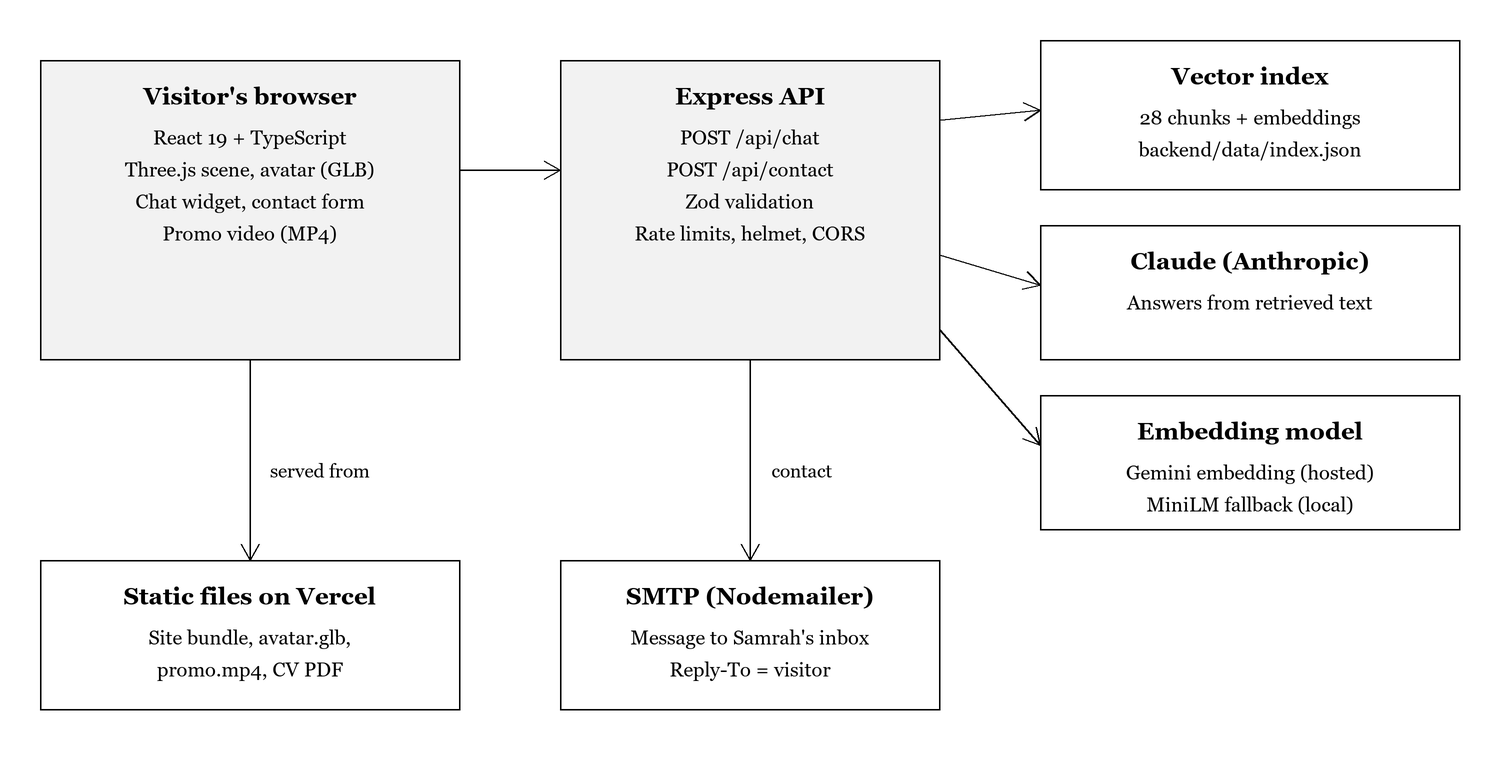 Visitor's browser
React 19 + TypeScript
Three.js scene, avatar (GLB)
Chat widget, contact form
Promo video (MP4)
Express API
POST /api/chat
POST /api/contact
Zod validation
Rate limits, helmet, CORS
Vector index
28 chunks + embeddings
backend/data/index.json
Claude (Anthropic)
Answers from retrieved text
Embedding model
Gemini embedding (hosted)
MiniLM fallback (local)
served from
contact
Static files on Vercel
Site bundle, avatar.glb,
promo.mp4, CV PDF
SMTP (Nodemailer)
Message to Samrah's inbox
Reply-To = visitor